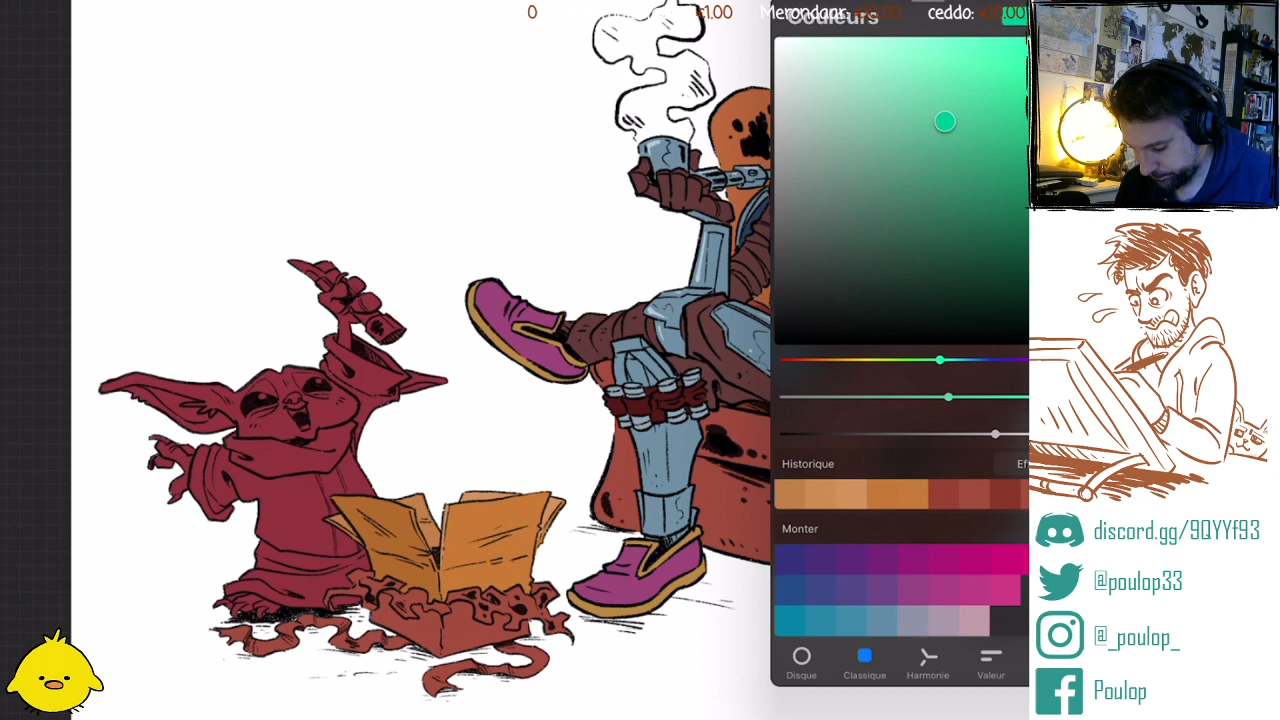 0
Merondaar:
ceddo:
Couleurs
Historique
Monter
Disque
Classique
Harmonie
Valeur
discord.gg/9QYYf93
@poulop33
@_poulop_
Poulop